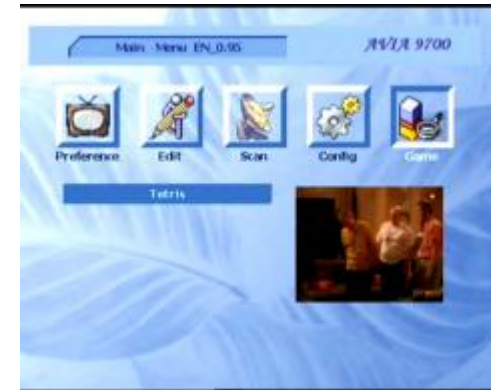 Main Menu EN_0.95
AVIA 9700
Preference
Edit
Scan
Config
Game
Tetris